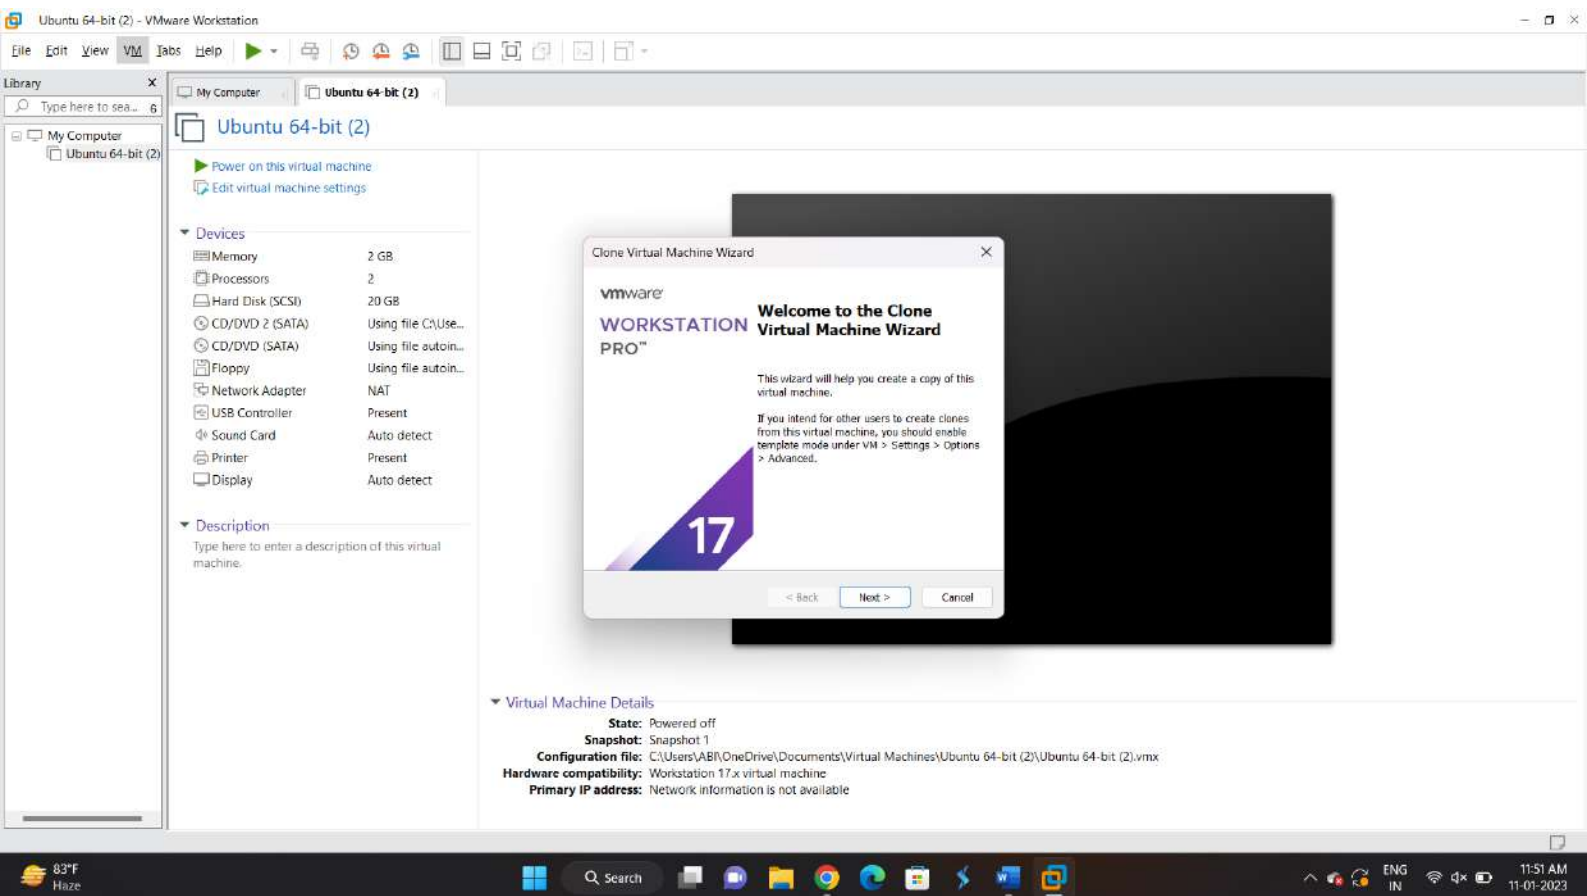 Ubuntu 64-bit (2) - VMware Workstation
File Edit View VM Tabs Help
Library X
Type here to sea... 6
My Computer
Ubuntu 64-bit (2)
My Computer
Ubuntu 64-bit (2)
Ubuntu 64-bit (2)
Power on this virtual machine
Edit virtual machine settings
Devices
Memory 2 GB
Processors 2
Hard Disk (SCSI) 20 GB
CD/DVD 2 (SATA) Using file C:\Use...
CD/DVD (SATA) Using file autoin...
Floppy Using file autoin...
Network Adapter NAT
USB Controller Present
Sound Card Auto detect
Printer Present
Display Auto detect
Description
Type here to enter a description of this virtual
machine.
Clone Virtual Machine Wizard
vmware
WORKSTATION
PRO™
17
Welcome to the Clone
Virtual Machine Wizard
This wizard will help you create a copy of this
virtual machine.
If you intend for other users to create clones
from this virtual machine, you should enable
template mode under VM > Settings > Options
> Advanced.
< Back Next > Cancel
Virtual Machine Details
State: Powered off
Snapshot: Snapshot 1
Configuration file: C:\Users\ABI\OneDrive\Documents\Virtual Machines\Ubuntu 64-bit (2)\Ubuntu 64-bit (2).vmx
Hardware compatibility: Workstation 17.x virtual machine
Primary IP address: Network information is not available
83°F
Haze
Search
ENG
IN
11:51 AM
11-01-2023